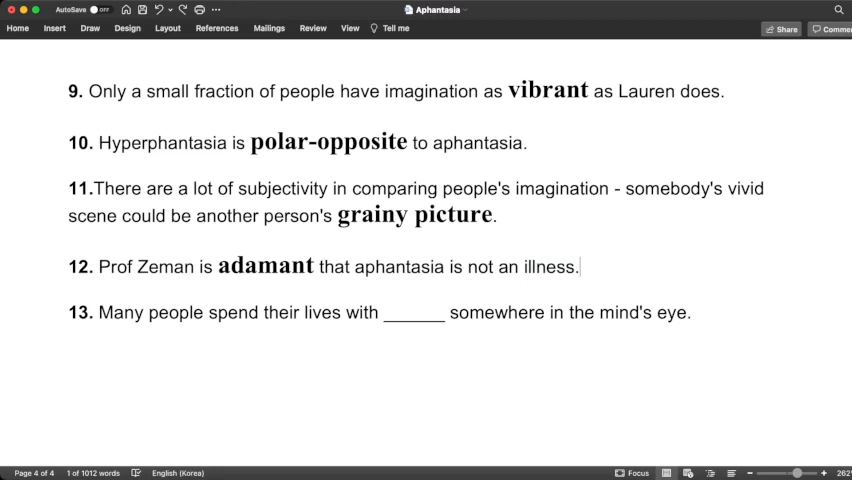 AutoSave OFF
Aphantasia
Home Insert Draw Design Layout References Mailings Review View Tell me Share
9. Only a small fraction of people have imagination as vibrant as Lauren does.
10. Hyperphantasia is polar-opposite to aphantasia.
11.There are a lot of subjectivity in comparing people's imagination - somebody's vivid
scene could be another person's grainy picture.
12. Prof Zeman is adamant that aphantasia is not an illness.
13. Many people spend their lives with ______ somewhere in the mind's eye.
Page 4 of 4 1 of 1012 words English (Korea) Focus